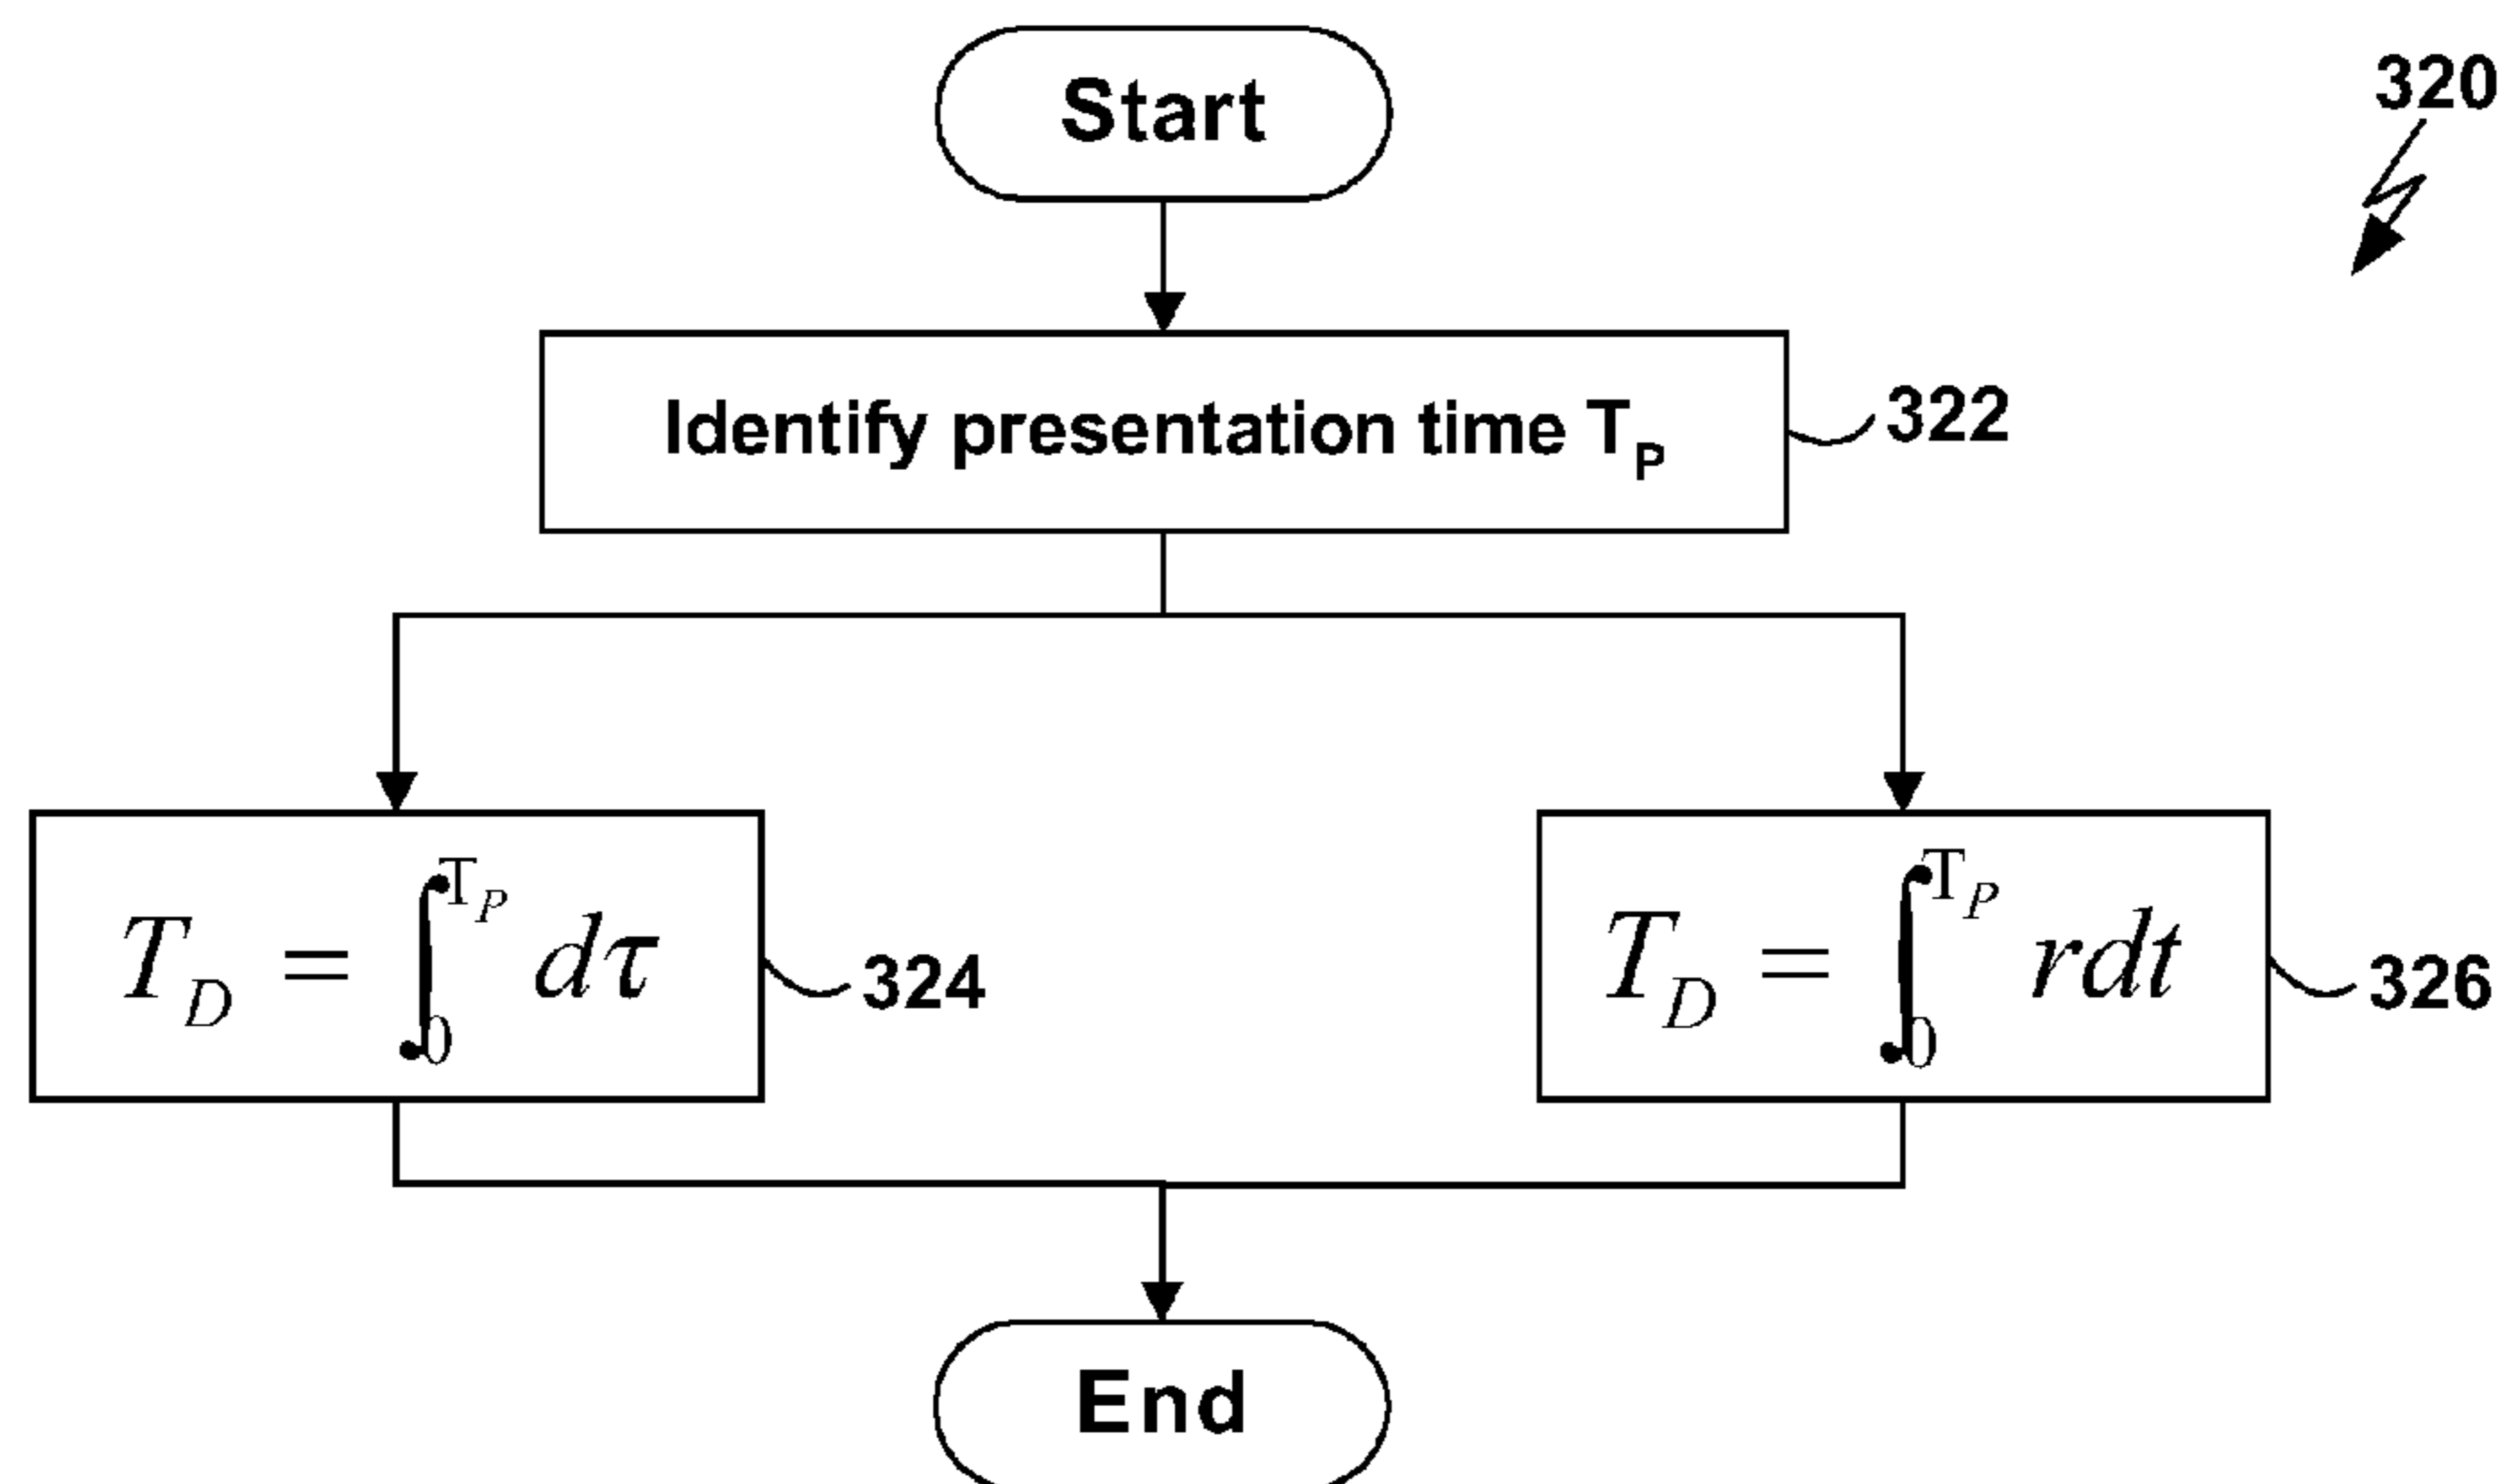 Start
320
Identify presentation time T_P
322
T_D = ∫_0^{T_P} dτ
324
T_D = ∫_0^{T_P} rdt
326
End